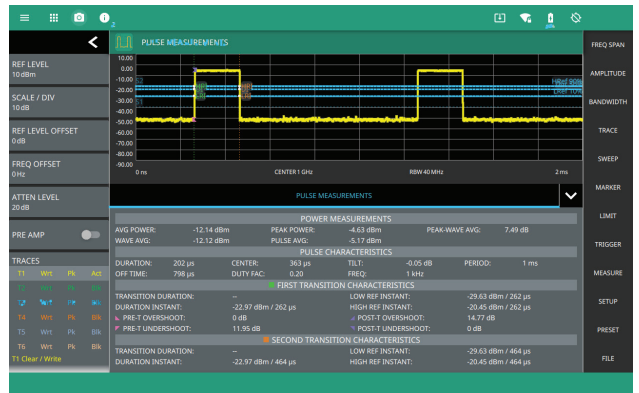 2
PULSE MEASUREMENTS
FREQ SPAN
AMPLITUDE
BANDWIDTH
TRACE
SWEEP
MARKER
LIMIT
TRIGGER
MEASURE
SETUP
PRESET
FILE
REF LEVEL
10 dBm
SCALE / DIV
10 dB
REF LEVEL OFFSET
0 dB
FREQ OFFSET
0 Hz
ATTEN LEVEL
20 dB
PRE AMP
TRACES
T1 Wrt Pk Act
T2 Wrt Pk Blk
T4 Wrt Pk Blk
T5 Wrt Pk Blk
T6 Wrt Pk Blk
T1 Clear / Write
10.00
0.00
-10.00
-20.00
-30.00
-40.00
-50.00
-60.00
-70.00
-80.00
-90.00
0 ns CENTER 1 GHz RBW 40 MHz 2 ms
PULSE MEASUREMENTS
POWER MEASUREMENTS
AVG POWER: -12.14 dBm PEAK POWER: -4.63 dBm PEAK-WAVE AVG: 7.49 dB
WAVE AVG: -12.12 dBm PULSE AVG: -5.17 dBm
PULSE CHARACTERISTICS
DURATION: 202 µs CENTER: 363 µs TILT: -0.05 dB PERIOD: 1 ms
OFF TIME: 798 µs DUTY FAC: 0.20 FREQ: 1 kHz
FIRST TRANSITION CHARACTERISTICS
TRANSITION DURATION: -- LOW REF INSTANT: -29.63 dBm / 262 µs
DURATION INSTANT: -22.97 dBm / 262 µs HIGH REF INSTANT: -20.45 dBm / 262 µs
PRE-T OVERSHOOT: 0 dB POST-T OVERSHOOT: 14.77 dB
PRE-T UNDERSHOOT: 11.95 dB POST-T UNDERSHOOT: 0 dB
SECOND TRANSITION CHARACTERISTICS
TRANSITION DURATION: -- LOW REF INSTANT: -29.63 dBm / 464 µs
DURATION INSTANT: -22.97 dBm / 464 µs HIGH REF INSTANT: -20.45 dBm / 464 µs